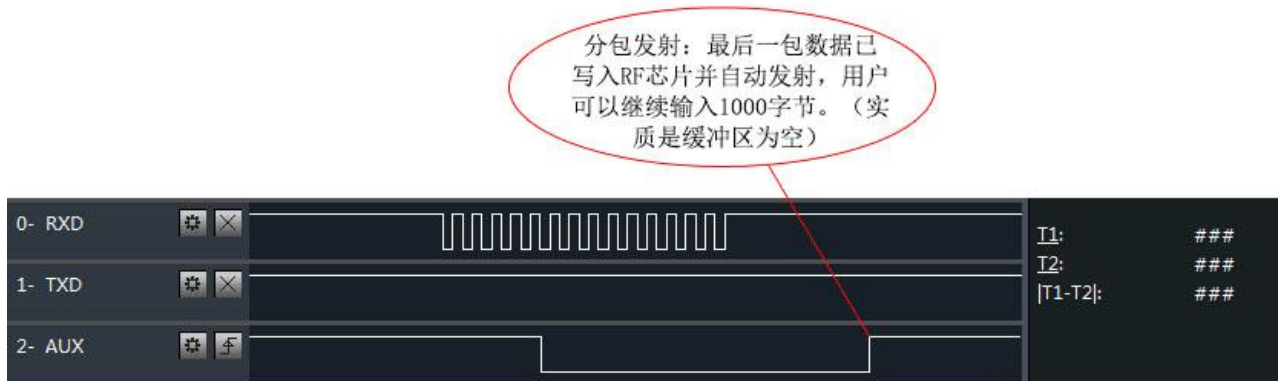 分包发射：最后一包数据已
写入RF芯片并自动发射，用户
可以继续输入1000字节。（实
质是缓冲区为空）
0- RXD
1- TXD
2- AUX
T1: ###
T2: ###
|T1-T2|: ###